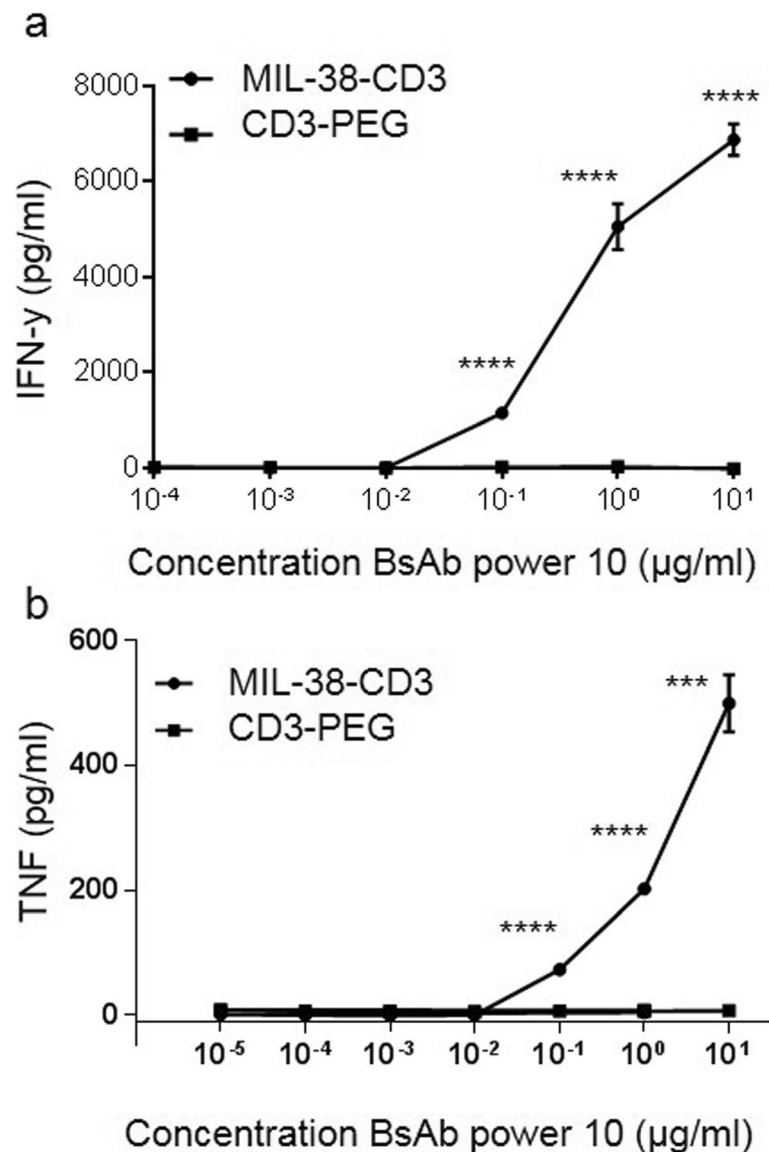 a
MIL-38-CD3
CD3-PEG
8000
6000
4000
2000
0
IFN-y (pg/ml)
****
****
****
10⁻⁴ 10⁻³ 10⁻² 10⁻¹ 10⁰ 10¹
Concentration BsAb power 10 (µg/ml)
b
MIL-38-CD3
CD3-PEG
600
400
200
0
TNF (pg/ml)
***
****
****
10⁻⁵ 10⁻⁴ 10⁻³ 10⁻² 10⁻¹ 10⁰ 10¹
Concentration BsAb power 10 (µg/ml)